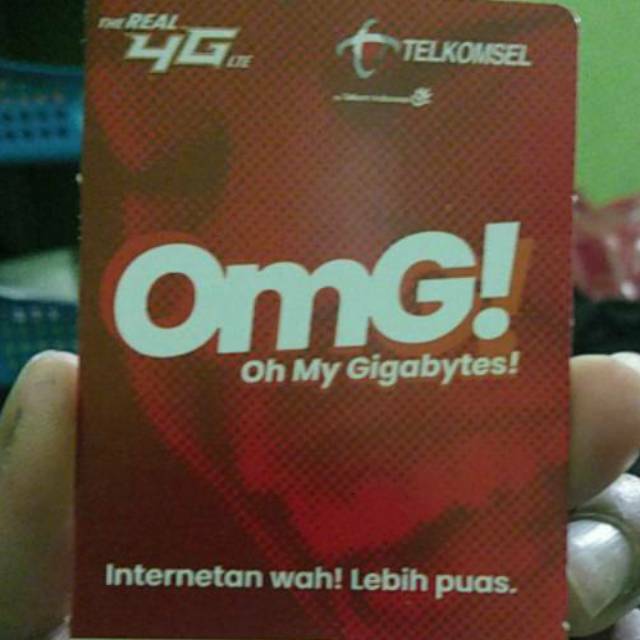 THE REAL
4G LTE
TELKOMSEL
OmG!
Oh My Gigabytes!
Internetan wah! Lebih puas.